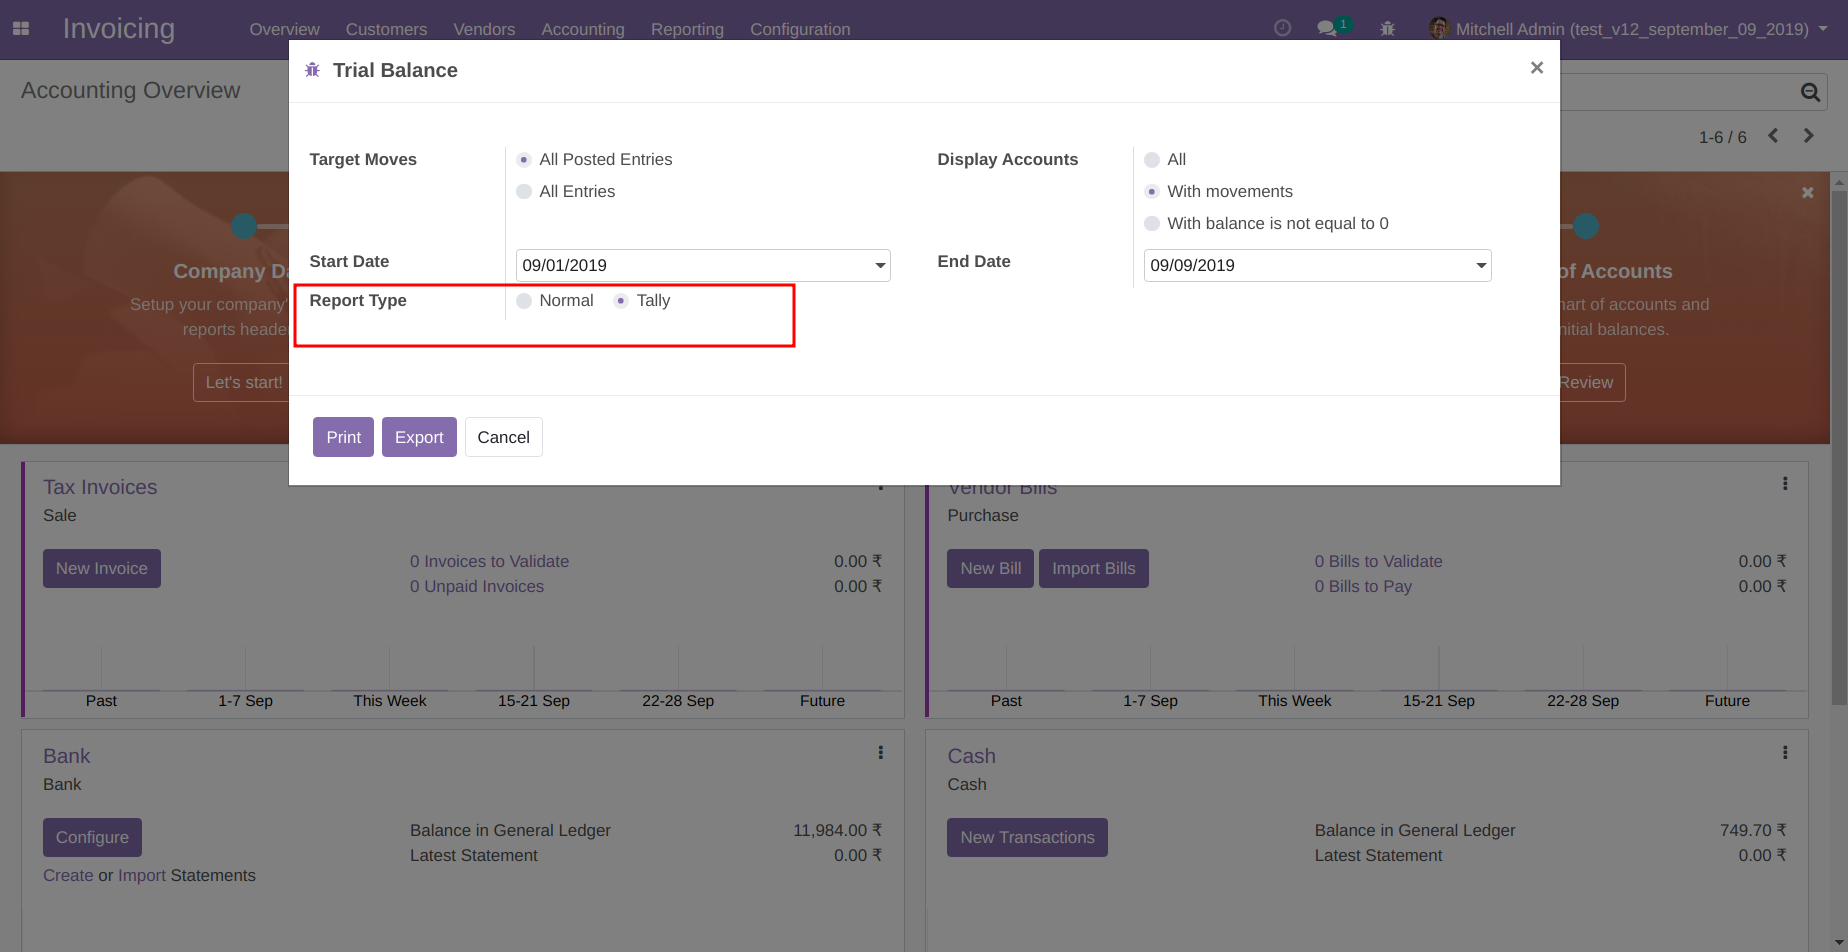 Invoicing
Overview Customers Vendors Accounting Reporting Configuration
1
Mitchell Admin (test_v12_september_09_2019)
Accounting Overview
1-6 / 6
Trial Balance
×
Target Moves
All Posted Entries
All Entries
Display Accounts
All
With movements
With balance is not equal to 0
Start Date
09/01/2019
End Date
09/09/2019
Report Type
Normal Tally
Print Export Cancel
Company
Setup your company'
reports
Let's start!
of Accounts
of accounts and
balances.
Review
Tax Invoices
Sale
New Invoice
0 Invoices to Validate 0.00 ₹
0 Unpaid Invoices 0.00 ₹
Past 1-7 Sep This Week 15-21 Sep 22-28 Sep Future
Vendor Bills
Purchase
New Bill Import Bills
0 Bills to Validate 0.00 ₹
0 Bills to Pay 0.00 ₹
Past 1-7 Sep This Week 15-21 Sep 22-28 Sep Future
Bank
Bank
Configure
Create or Import Statements
Balance in General Ledger 11,984.00 ₹
Latest Statement 0.00 ₹
Cash
Cash
New Transactions
Balance in General Ledger 749.70 ₹
Latest Statement 0.00 ₹